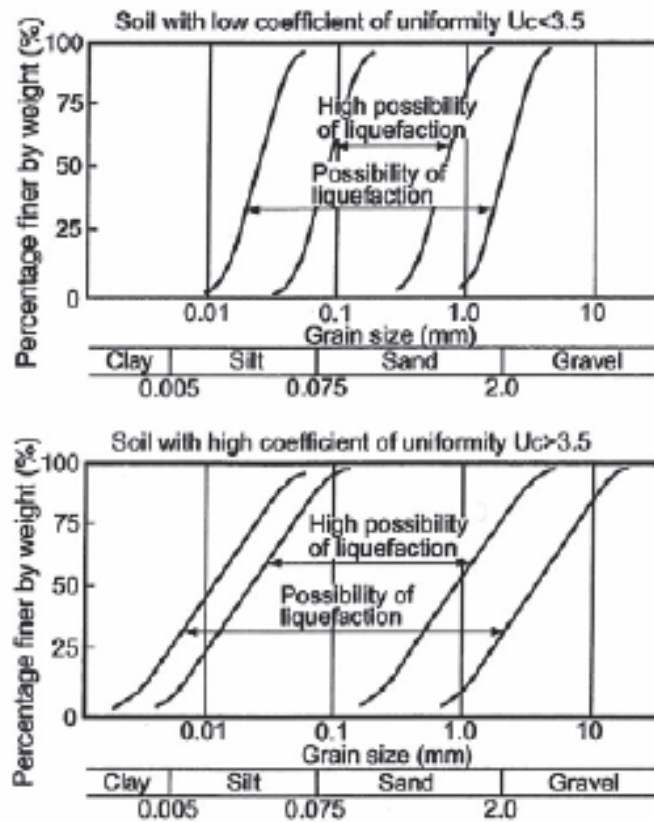 Soil with low coefficient of uniformity Uc<3.5
Percentage finer by weight (%)
100
75
50
25
0
High possibility
of liquefaction
Possibility of
liquefaction
0.01 0.1 1.0 10
Grain size (mm)
Clay Silt Sand Gravel
0.005 0.075 2.0
Soil with high coefficient of uniformity Uc>3.5
Percentage finer by weight (%)
100
75
50
25
0
High possibility
of liquefaction
Possibility of
liquefaction
0.01 0.1 1.0 10
Grain size (mm)
Clay Silt Sand Gravel
0.005 0.075 2.0